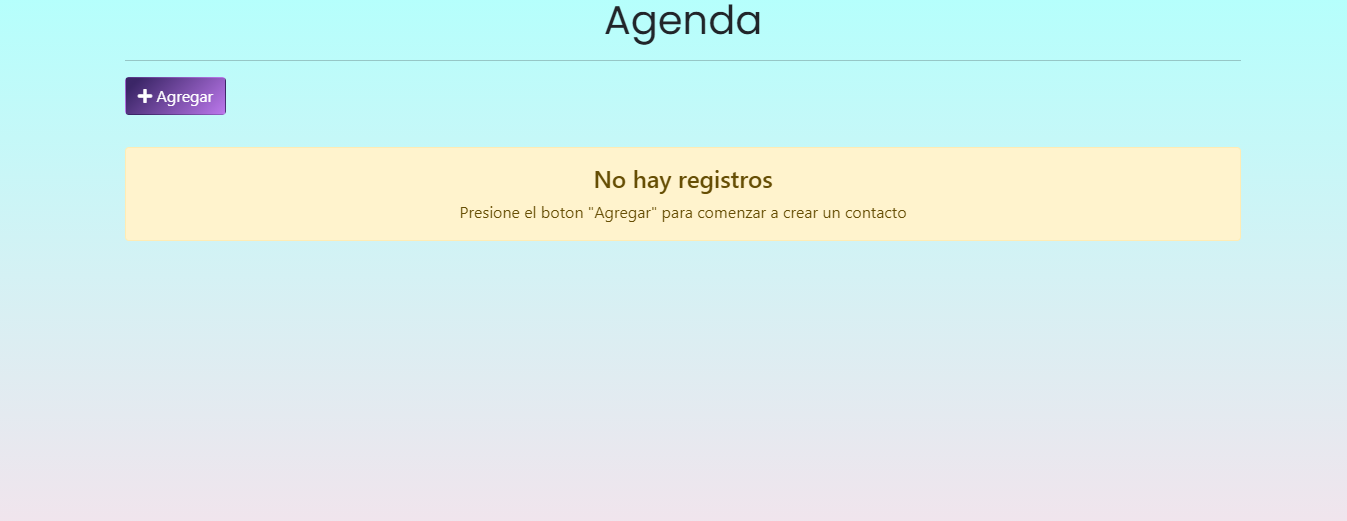 Agenda
Agregar
No hay registros
Presione el boton "Agregar" para comenzar a crear un contacto